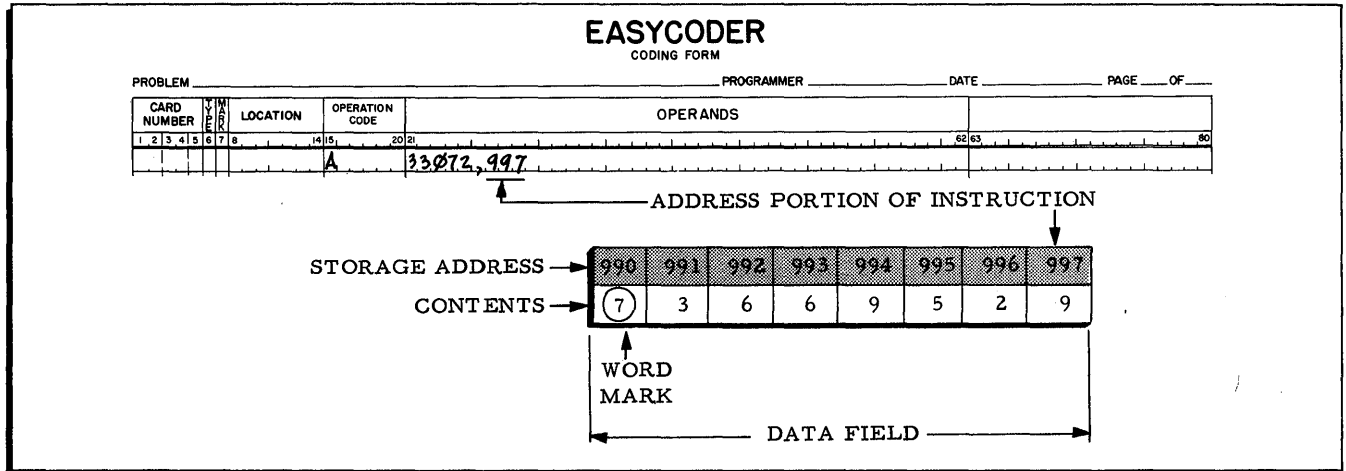 EASYCODER
CODING FORM
PROBLEM PROGRAMMER DATE PAGE OF
CARD NUMBER TYPE MARK LOCATION OPERATION CODE OPERANDS
1 2 3 4 5 6 7 8 14 15 20 21 62 63 80
A 33Ø72,997
ADDRESS PORTION OF INSTRUCTION
STORAGE ADDRESS 990 991 992 993 994 995 996 997
CONTENTS 7 3 6 6 9 5 2 9
WORD
MARK
DATA FIELD